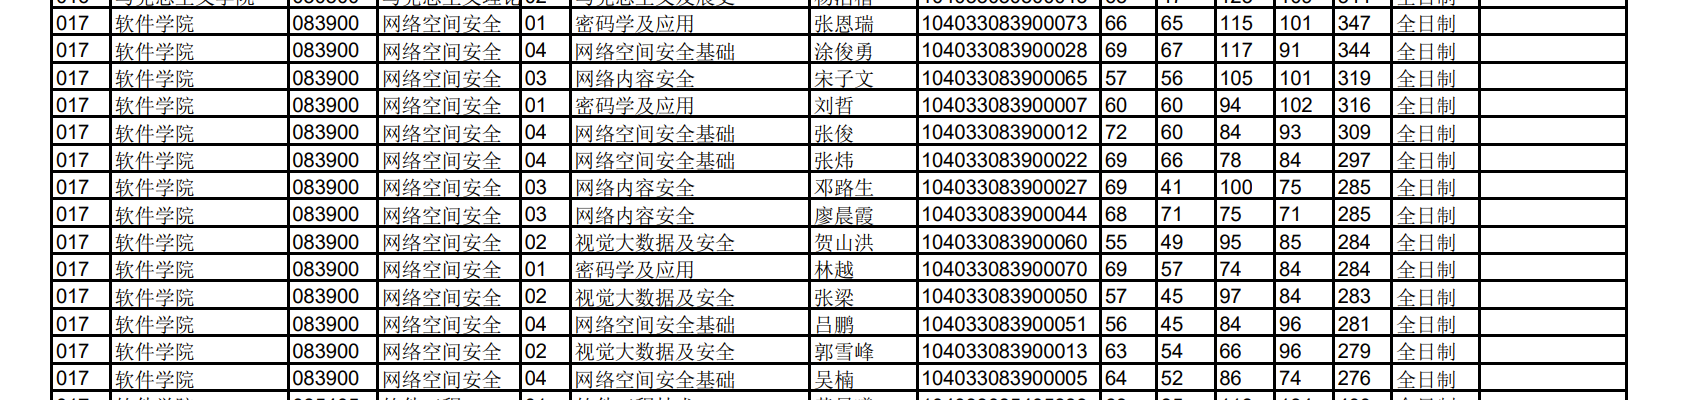 017 软件学院 083900 网络空间安全 01 密码学及应用 张恩瑞 104033083900073 66 65 115 101 347 全日制
017 软件学院 083900 网络空间安全 04 网络空间安全基础 涂俊勇 104033083900028 69 67 117 91 344 全日制
017 软件学院 083900 网络空间安全 03 网络内容安全 宋子文 104033083900065 57 56 105 101 319 全日制
017 软件学院 083900 网络空间安全 01 密码学及应用 刘哲 104033083900007 60 60 94 102 316 全日制
017 软件学院 083900 网络空间安全 04 网络空间安全基础 张俊 104033083900012 72 60 84 93 309 全日制
017 软件学院 083900 网络空间安全 04 网络空间安全基础 张炜 104033083900022 69 66 78 84 297 全日制
017 软件学院 083900 网络空间安全 03 网络内容安全 邓路生 104033083900027 69 41 100 75 285 全日制
017 软件学院 083900 网络空间安全 03 网络内容安全 廖晨霞 104033083900044 68 71 75 71 285 全日制
017 软件学院 083900 网络空间安全 02 视觉大数据及安全 贺山洪 104033083900060 55 49 95 85 284 全日制
017 软件学院 083900 网络空间安全 01 密码学及应用 林越 104033083900070 69 57 74 84 284 全日制
017 软件学院 083900 网络空间安全 02 视觉大数据及安全 张梁 104033083900050 57 45 97 84 283 全日制
017 软件学院 083900 网络空间安全 04 网络空间安全基础 吕鹏 104033083900051 56 45 84 96 281 全日制
017 软件学院 083900 网络空间安全 02 视觉大数据及安全 郭雪峰 104033083900013 63 54 66 96 279 全日制
017 软件学院 083900 网络空间安全 04 网络空间安全基础 吴楠 104033083900005 64 52 86 74 276 全日制